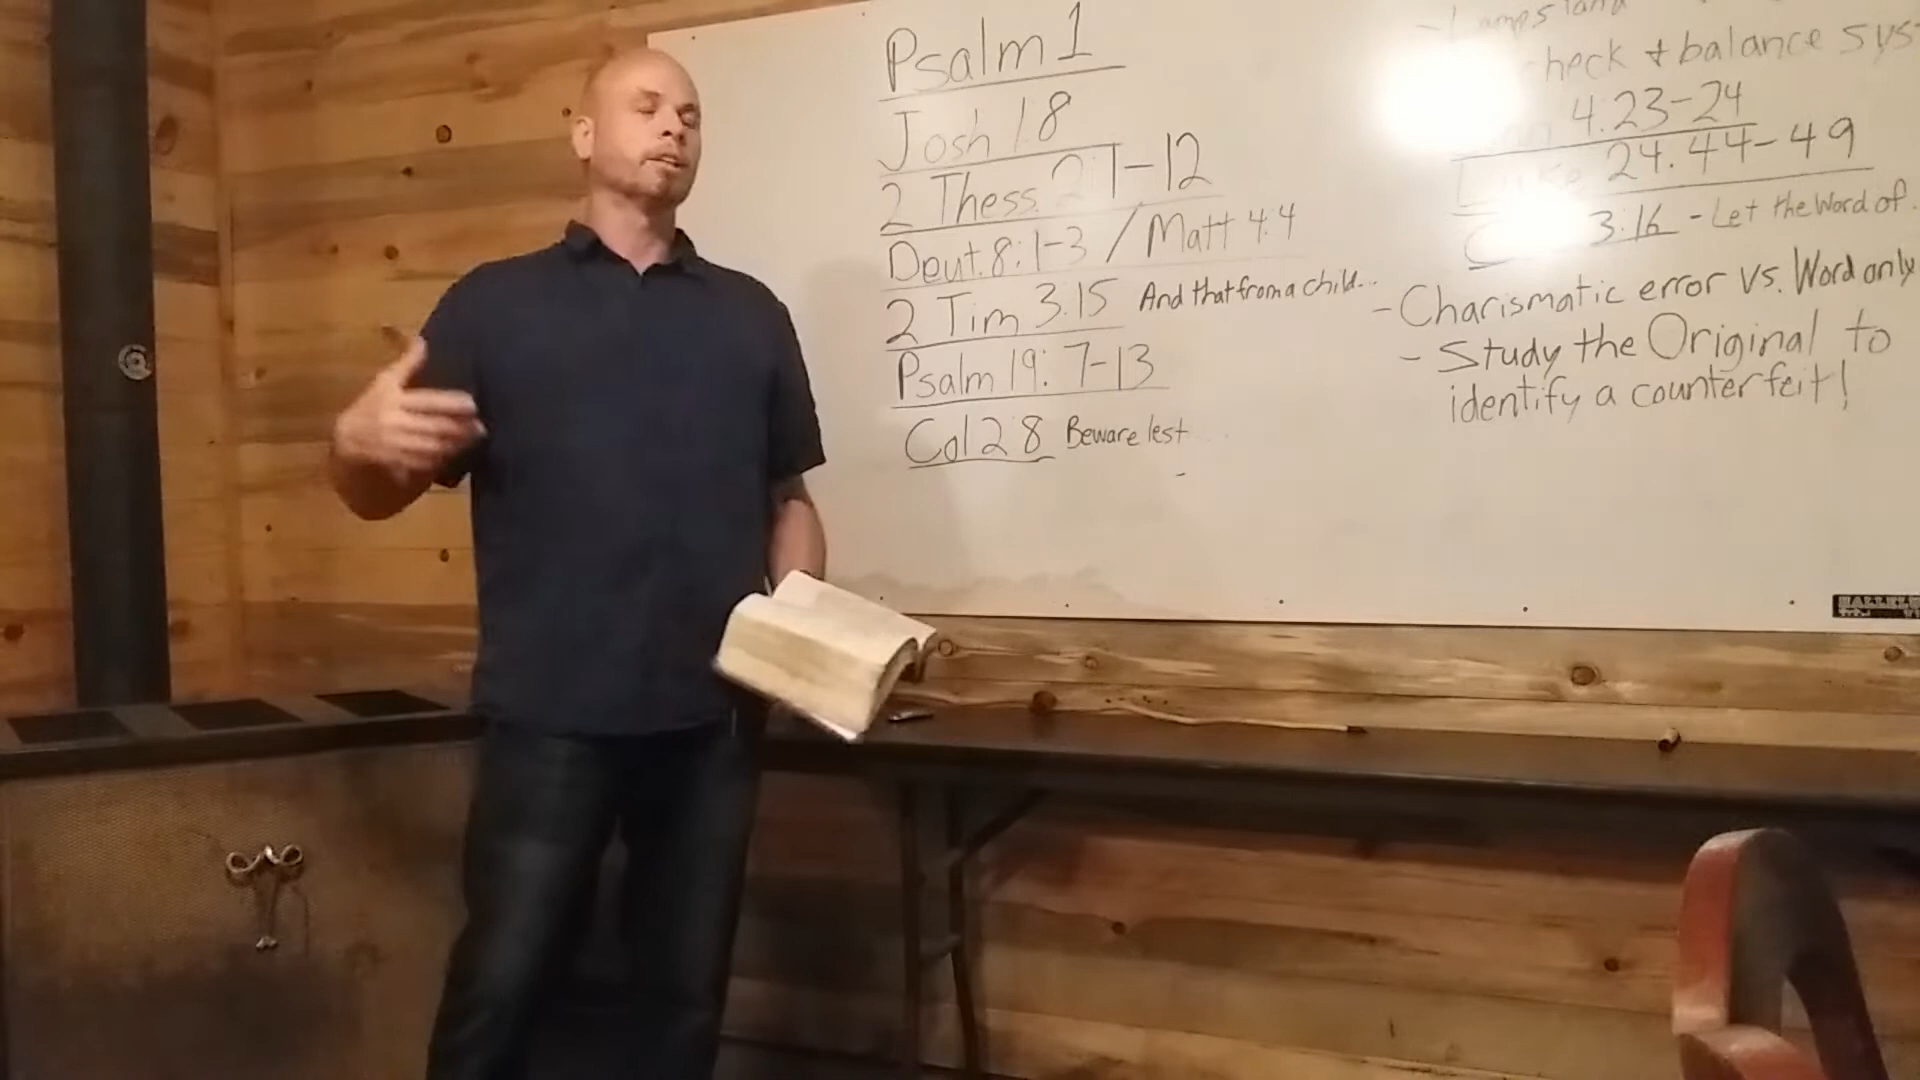 Psalm 1
Josh 1.8
2 Thess. 2:1-12
Deut. 8:1-3 / Matt 4:4
2 Tim 3.15 And that from a child...
Psalm 19: 7-13
Col 2 8 Beware lest
- Lampstand
heck + balance sys
4.23-24
24.44-49
3:16 - Let the Word of
- Charismatic error vs. Word only
- Study the Original to
identify a counterfeit!